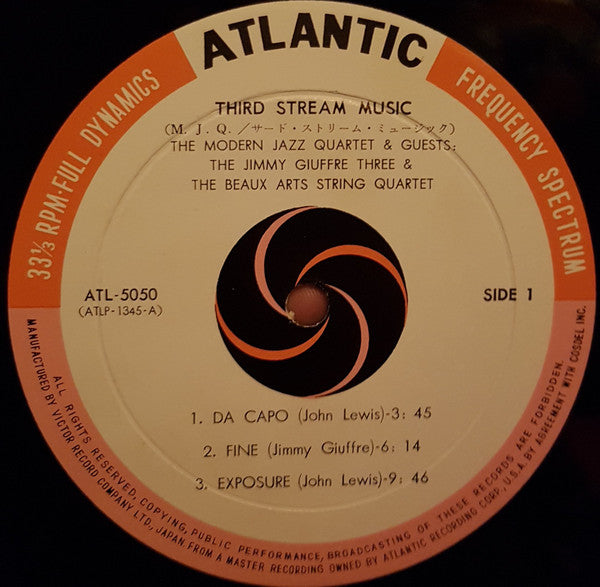 ATLANTIC
33⅓ RPM·FULL DYNAMICS
FREQUENCY SPECTRUM
THIRD STREAM MUSIC
(M. J. Q. /サード・ストリーム・ミュージック)
THE MODERN JAZZ QUARTET & GUESTS:
THE JIMMY GIUFFRE THREE &
THE BEAUX ARTS STRING QUARTET
ATL-5050
(ATLP-1345-A)
SIDE 1
1. DA CAPO (John Lewis)-3: 45
2. FINE (Jimmy Giuffre)-6: 14
3. EXPOSURE (John Lewis)-9: 46
ALL RIGHTS RESERVED, COPYING, PUBLIC PERFORMANCE, BROADCASTING OF THESE RECORDS ARE FORBIDDEN.
MANUFACTURED BY VICTOR RECORD COMPANY LTD., JAPAN. FROM A MASTER RECORDING OWNED BY ATLANTIC RECORDING CORP., U.S.A. BY AGREEMENT WITH COSDEL INC.